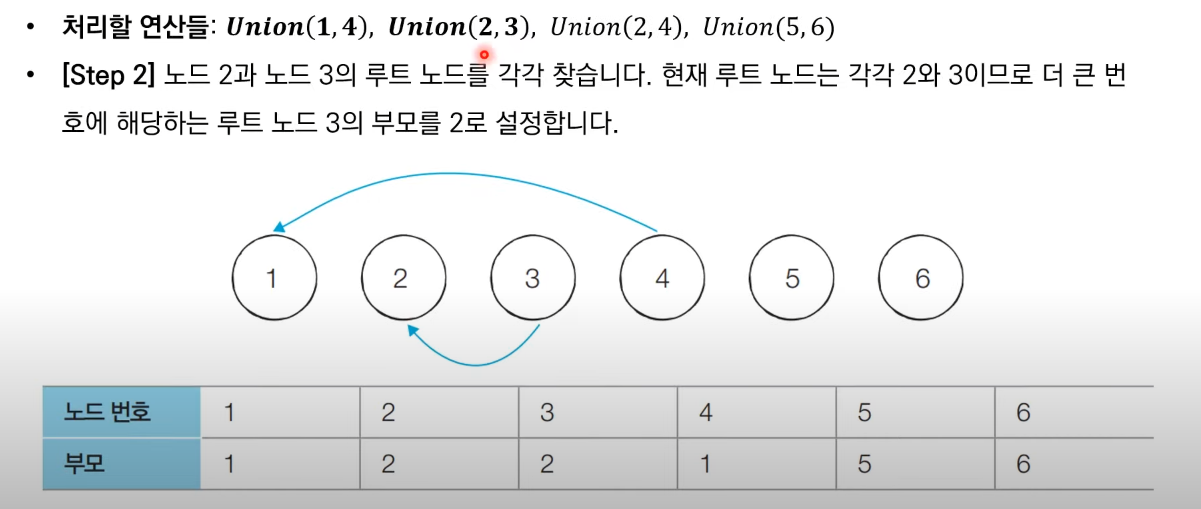 • 처리할 연산들: Union(1,4), Union(2,3), Union(2,4), Union(5,6)
• [Step 2] 노드 2과 노드 3의 루트 노드를 각각 찾습니다. 현재 루트 노드는 각각 2와 3이므로 더 큰 번
호에 해당하는 루트 노드 3의 부모를 2로 설정합니다.
1 2 3 4 5 6
노드 번호 1 2 3 4 5 6
부모 1 2 2 1 5 6